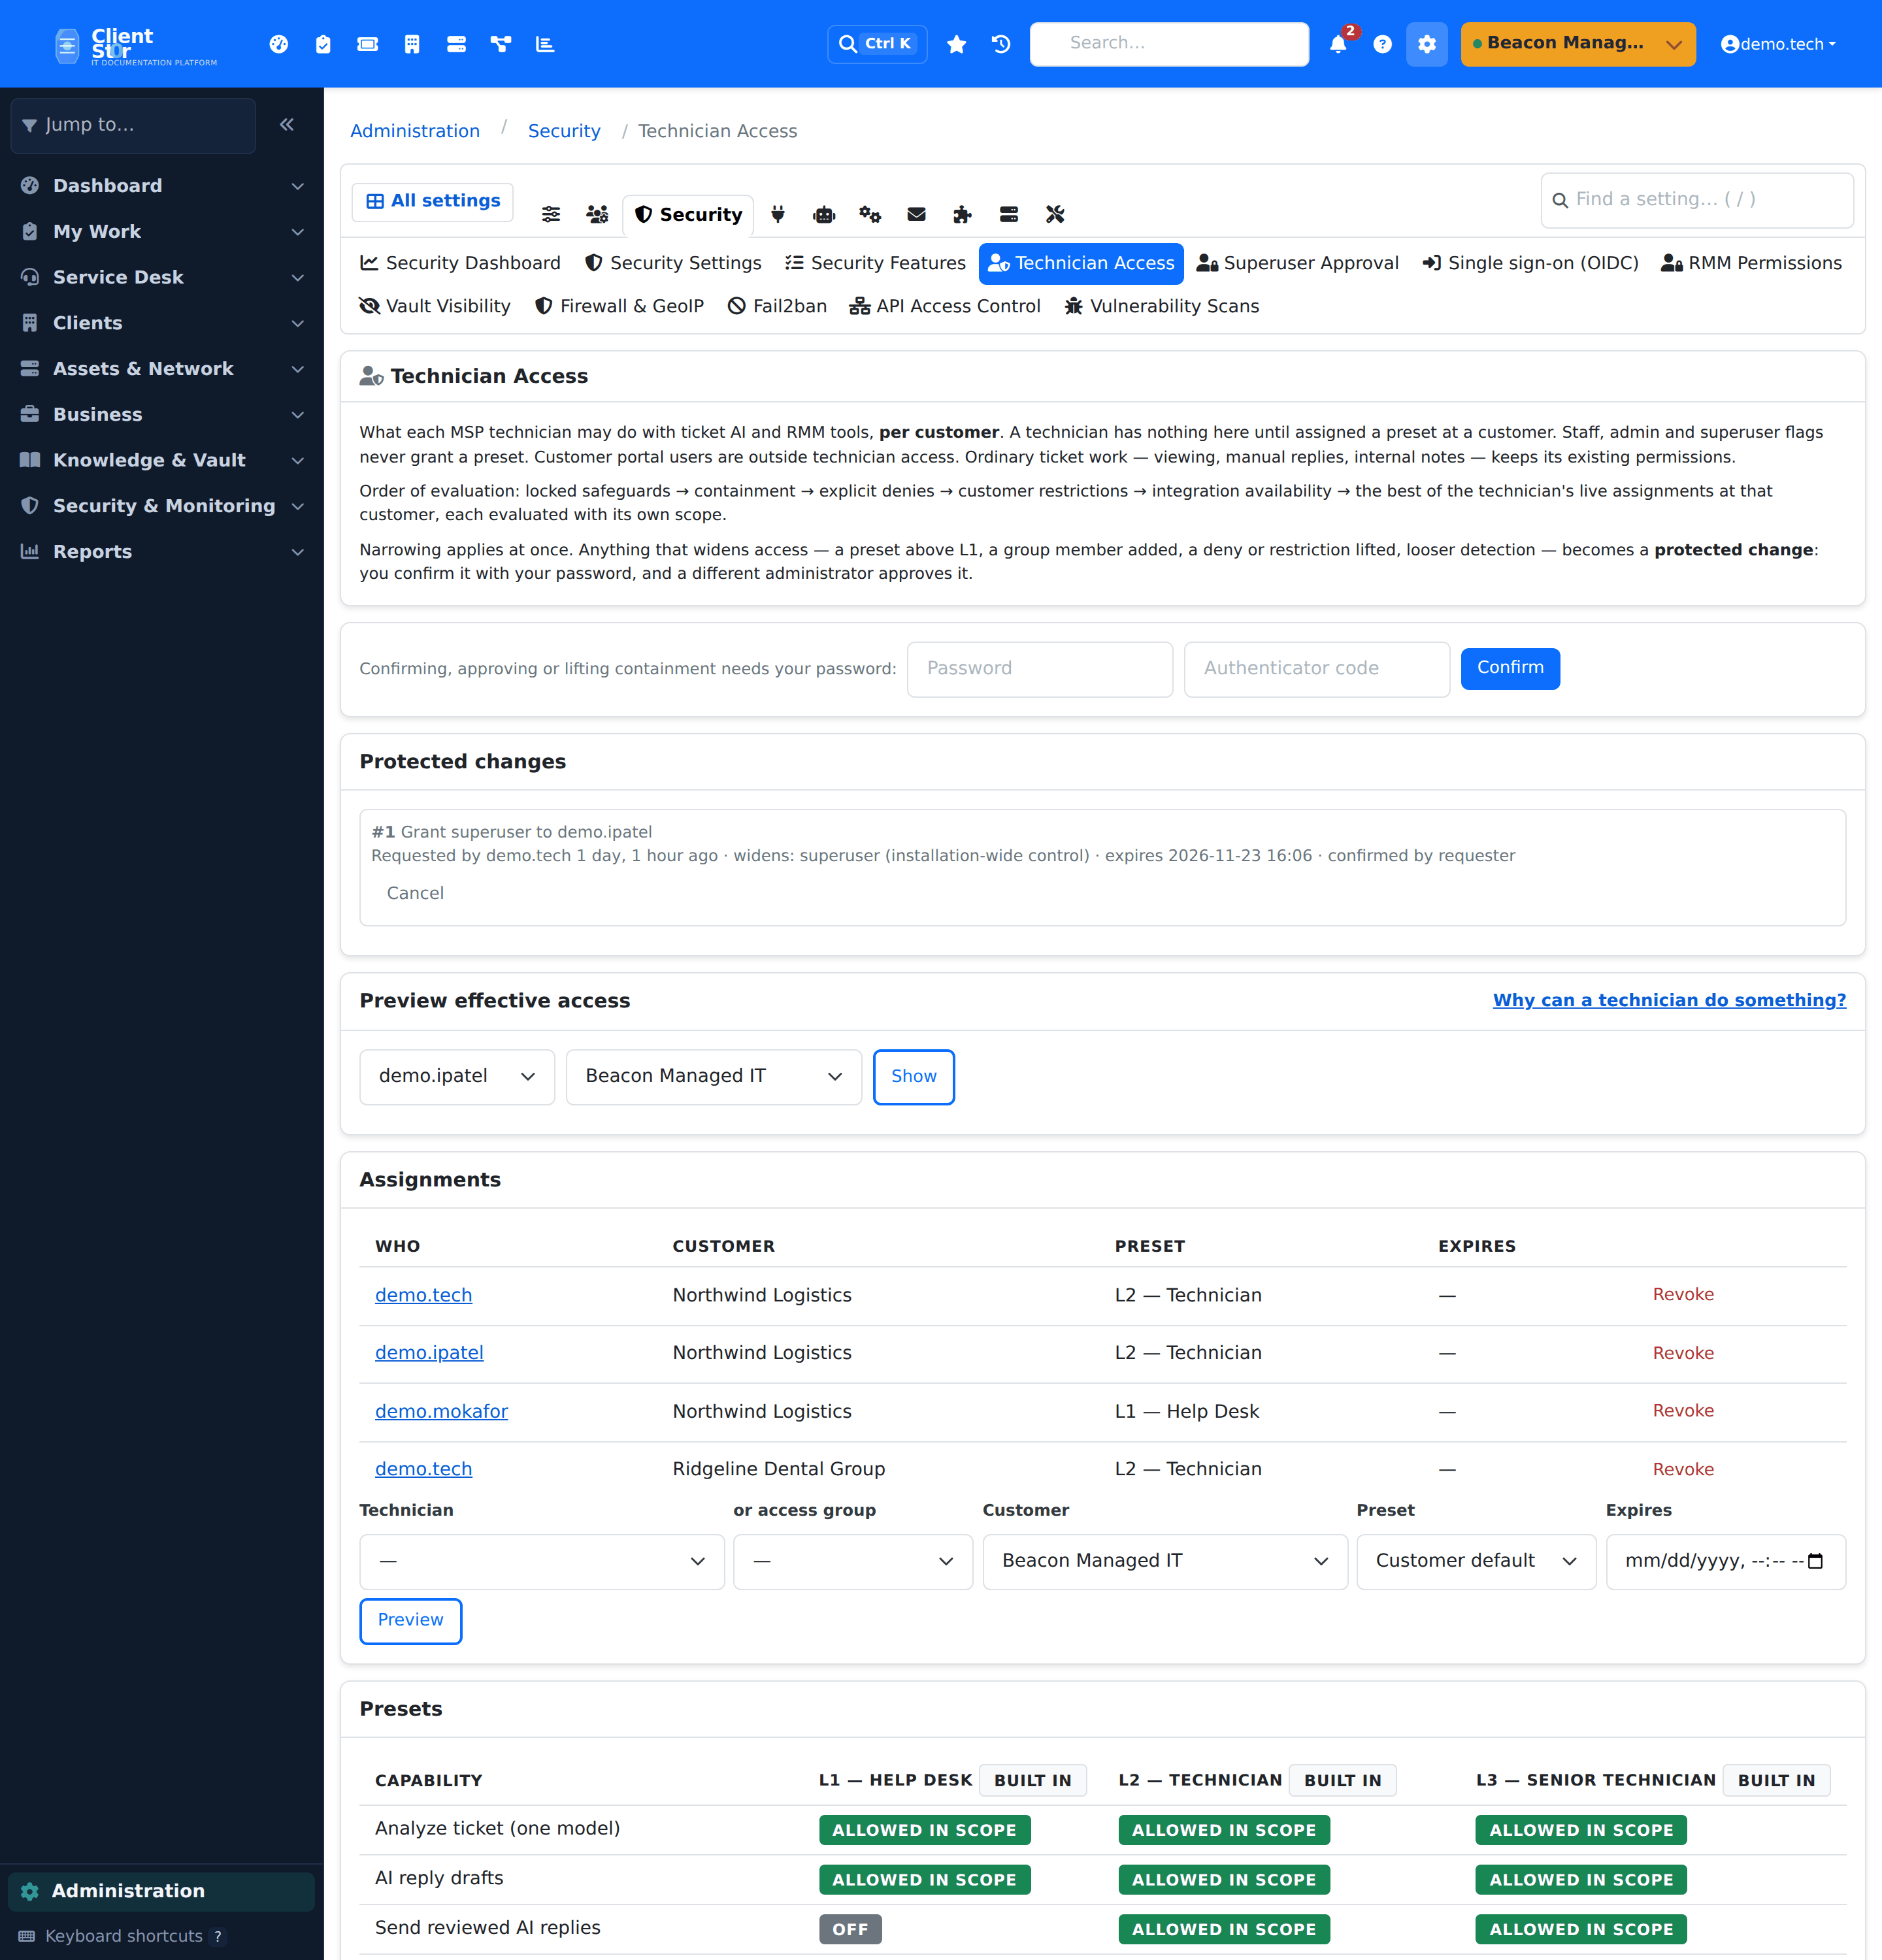 Client
St0r
IT DOCUMENTATION PLATFORM
Ctrl K
Search...
2
?
Beacon Manag...
demo.tech
Jump to...
Dashboard
My Work
Service Desk
Clients
Assets & Network
Business
Knowledge & Vault
Security & Monitoring
Reports
Administration
Keyboard shortcuts ?
Administration / Security / Technician Access
All settings
Security
Find a setting... ( / )
Security Dashboard
Security Settings
Security Features
Technician Access
Superuser Approval
Single sign-on (OIDC)
RMM Permissions
Vault Visibility
Firewall & GeoIP
Fail2ban
API Access Control
Vulnerability Scans
Technician Access
What each MSP technician may do with ticket AI and RMM tools, per customer. A technician has nothing here until assigned a preset at a customer. Staff, admin and superuser flags
never grant a preset. Customer portal users are outside technician access. Ordinary ticket work — viewing, manual replies, internal notes — keeps its existing permissions.
Order of evaluation: locked safeguards → containment → explicit denies → customer restrictions → integration availability → the best of the technician's live assignments at that
customer, each evaluated with its own scope.
Narrowing applies at once. Anything that widens access — a preset above L1, a group member added, a deny or restriction lifted, looser detection — becomes a protected change:
you confirm it with your password, and a different administrator approves it.
Confirming, approving or lifting containment needs your password:
Password
Authenticator code
Confirm
Protected changes
#1 Grant superuser to demo.ipatel
Requested by demo.tech 1 day, 1 hour ago · widens: superuser (installation-wide control) · expires 2026-11-23 16:06 · confirmed by requester
Cancel
Preview effective access
Why can a technician do something?
demo.ipatel
Beacon Managed IT
Show
Assignments
WHO CUSTOMER PRESET EXPIRES
demo.tech Northwind Logistics L2 — Technician — Revoke
demo.ipatel Northwind Logistics L2 — Technician — Revoke
demo.mokafor Northwind Logistics L1 — Help Desk — Revoke
demo.tech Ridgeline Dental Group L2 — Technician — Revoke
Technician or access group Customer Preset Expires
— — Beacon Managed IT Customer default mm/dd/yyyy, --:-- --
Preview
Presets
CAPABILITY L1 — HELP DESK BUILT IN L2 — TECHNICIAN BUILT IN L3 — SENIOR TECHNICIAN BUILT IN
Analyze ticket (one model) ALLOWED IN SCOPE ALLOWED IN SCOPE ALLOWED IN SCOPE
AI reply drafts ALLOWED IN SCOPE ALLOWED IN SCOPE ALLOWED IN SCOPE
Send reviewed AI replies OFF ALLOWED IN SCOPE ALLOWED IN SCOPE